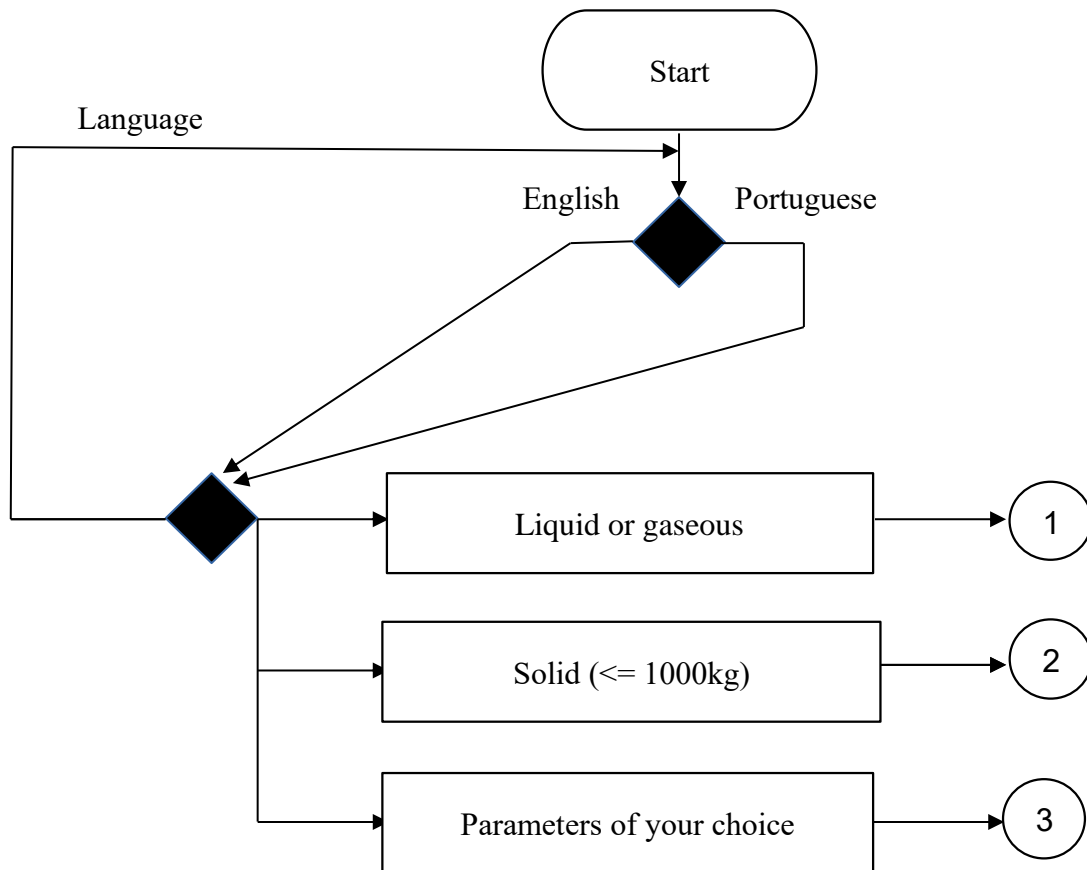 Start
Language
English
Portuguese
Liquid or gaseous
1
Solid (<= 1000kg)
2
Parameters of your choice
3